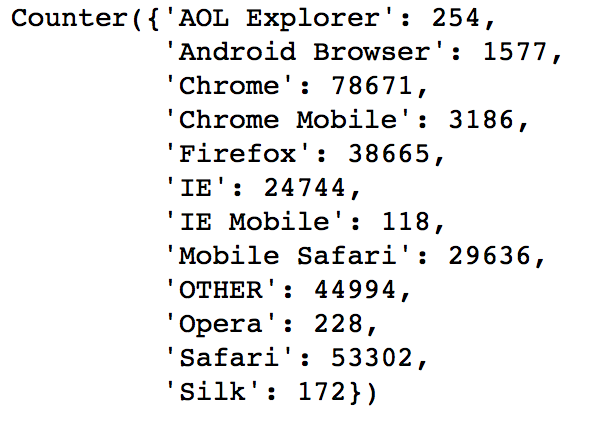 Counter({'AOL Explorer': 254,
'Android Browser': 1577,
'Chrome': 78671,
'Chrome Mobile': 3186,
'Firefox': 38665,
'IE': 24744,
'IE Mobile': 118,
'Mobile Safari': 29636,
'OTHER': 44994,
'Opera': 228,
'Safari': 53302,
'Silk': 172})